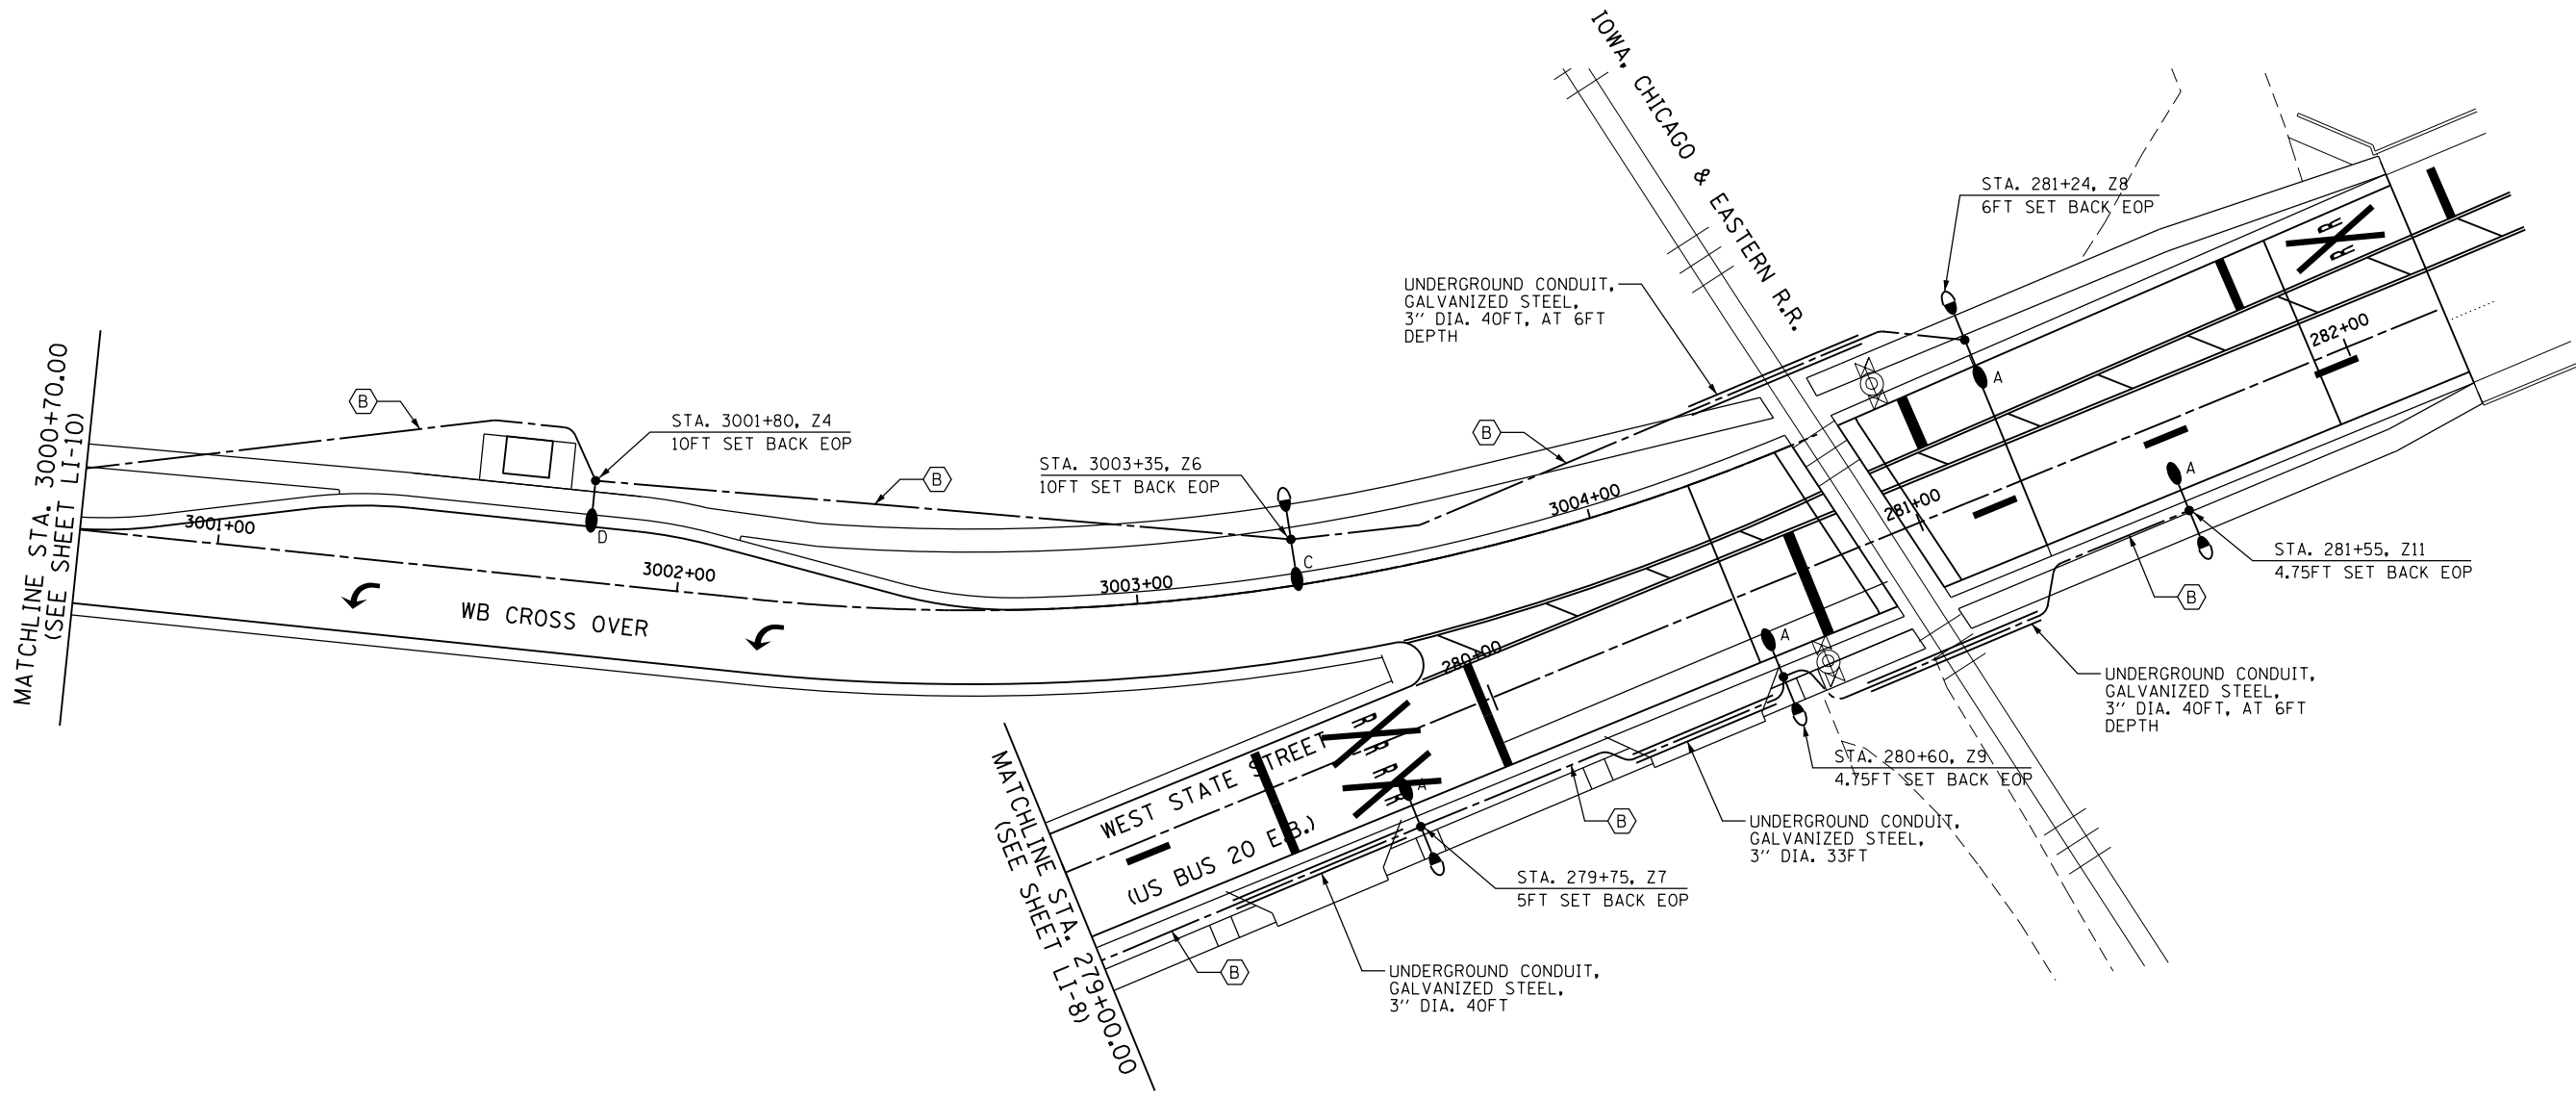 IOWA, CHICAGO & EASTERN R.R.
STA. 281+24, Z8
6FT SET BACK EOP
R
R
282+00
UNDERGROUND CONDUIT,
GALVANIZED STEEL,
3'' DIA. 40FT, AT 6FT
DEPTH
A
MATCHLINE STA. 3000+70.00
(SEE SHEET LI-10)
B
STA. 3001+80, Z4
10FT SET BACK EOP
B
STA. 3003+35, Z6
10FT SET BACK EOP
B
3004+00
281+00
A
3001+00
D
3002+00
3003+00
C
WB CROSS OVER
STA. 281+55, Z11
4.75FT SET BACK EOP
B
280+00
A
UNDERGROUND CONDUIT,
GALVANIZED STEEL,
3'' DIA. 40FT, AT 6FT
DEPTH
MATCHLINE STA. 279+00.00
(SEE SHEET LI-8)
WEST STATE STREET
(US BUS 20 E.B.)
R
R
R
R
A
STA. 280+60, Z9
4.75FT SET BACK EOP
B
UNDERGROUND CONDUIT,
GALVANIZED STEEL,
3'' DIA. 33FT
STA. 279+75, Z7
5FT SET BACK EOP
B
UNDERGROUND CONDUIT,
GALVANIZED STEEL,
3'' DIA. 40FT